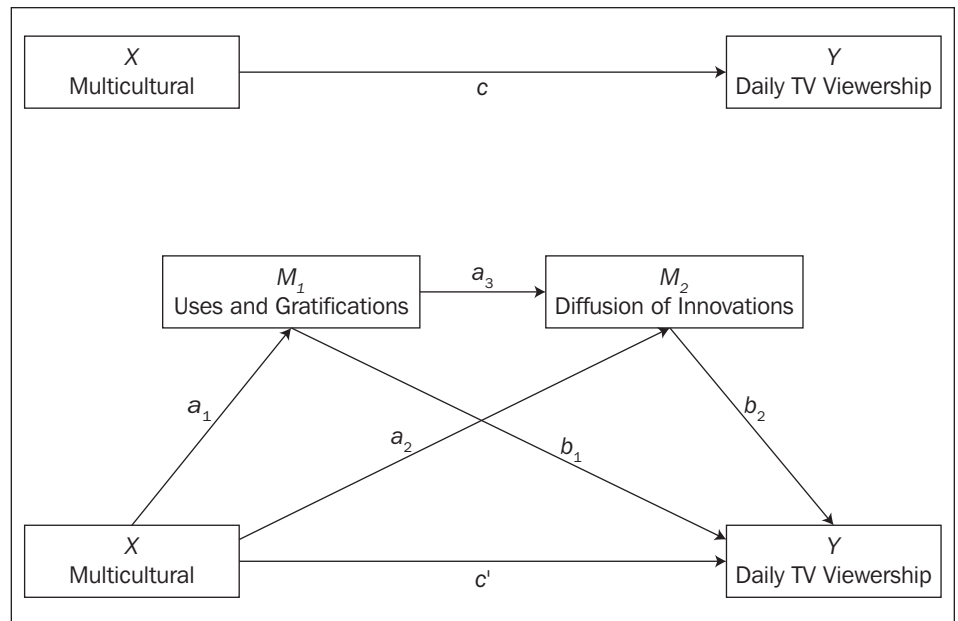 X
Multicultural
c
Y
Daily TV Viewership
M₁
Uses and Gratifications
a₃
M₂
Diffusion of Innovations
a₁
a₂
b₁
b₂
X
Multicultural
c'
Y
Daily TV Viewership